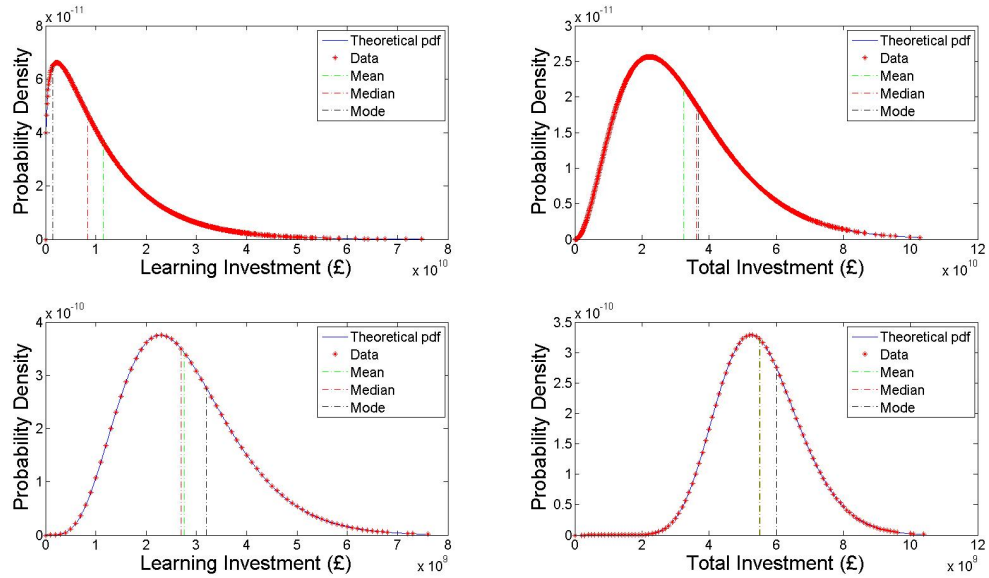 x 10^-11
8
6
4
2
0
Probability Density
Theoretical pdf
Data
Mean
Median
Mode
0 1 2 3 4 5 6 7 8
Learning Investment (£)
x 10^10
x 10^-11
3
2.5
2
1.5
1
0.5
0
Probability Density
Theoretical pdf
Data
Mean
Median
Mode
0 2 4 6 8 10 12
Total Investment (£)
x 10^10
x 10^-10
4
3
2
1
0
Probability Density
Theoretical pdf
Data
Mean
Median
Mode
0 1 2 3 4 5 6 7 8
Learning Investment (£)
x 10^9
x 10^-10
3.5
3
2.5
2
1.5
1
0.5
0
Probability Density
Theoretical pdf
Data
Mean
Median
Mode
0 2 4 6 8 10 12
Total Investment (£)
x 10^9